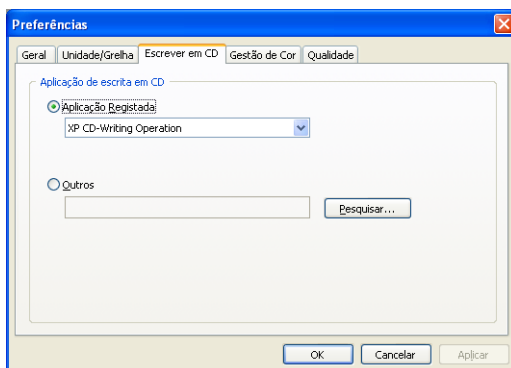 Preferências
Geral Unidade/Grelha Escrever em CD Gestão de Cor Qualidade
Aplicação de escrita em CD
Aplicação Registada
XP CD-Writing Operation
Outros
Pesquisar...
OK Cancelar Aplicar